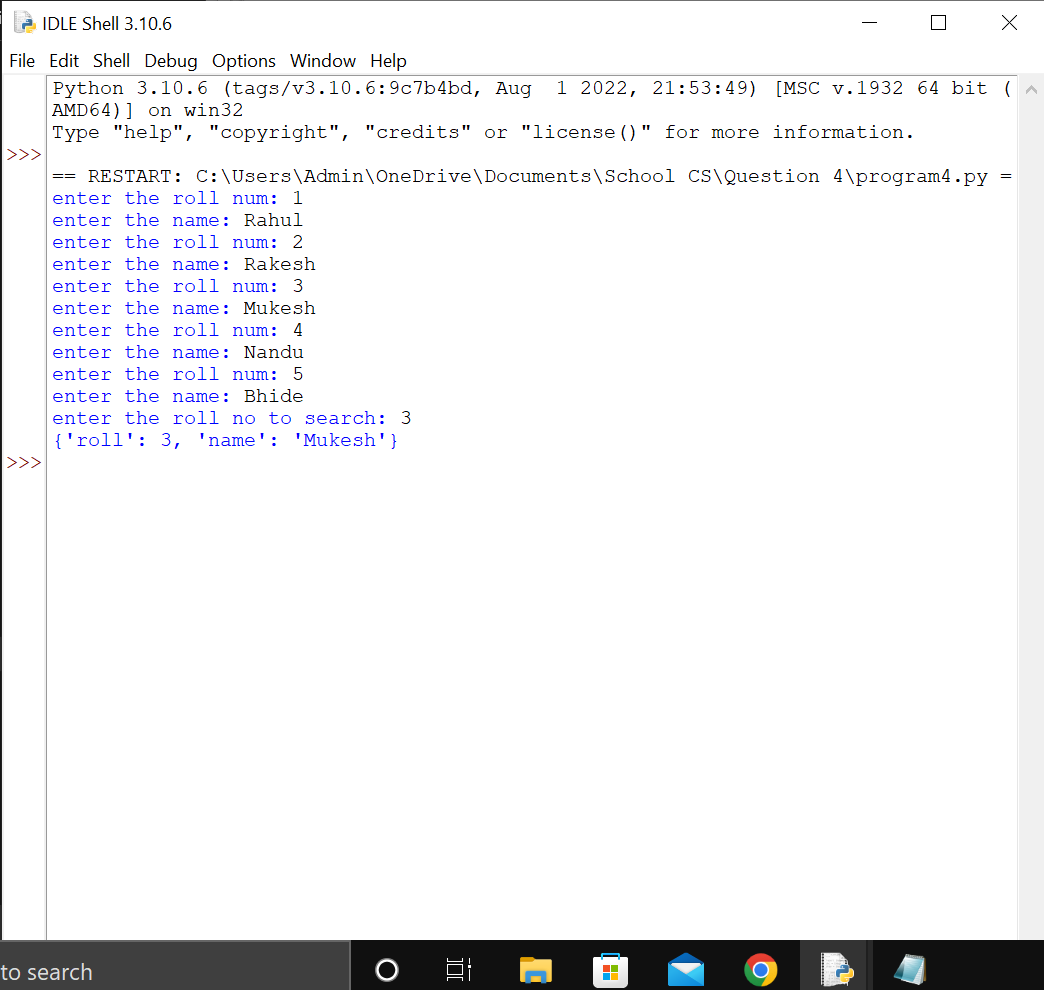 IDLE Shell 3.10.6
File Edit Shell Debug Options Window Help
Python 3.10.6 (tags/v3.10.6:9c7b4bd, Aug  1 2022, 21:53:49) [MSC v.1932 64 bit (
AMD64)] on win32
Type "help", "copyright", "credits" or "license()" for more information.
>>>
== RESTART: C:\Users\Admin\OneDrive\Documents\School CS\Question 4\program4.py =
enter the roll num: 1
enter the name: Rahul
enter the roll num: 2
enter the name: Rakesh
enter the roll num: 3
enter the name: Mukesh
enter the roll num: 4
enter the name: Nandu
enter the roll num: 5
enter the name: Bhide
enter the roll no to search: 3
{'roll': 3, 'name': 'Mukesh'}
>>>
to search